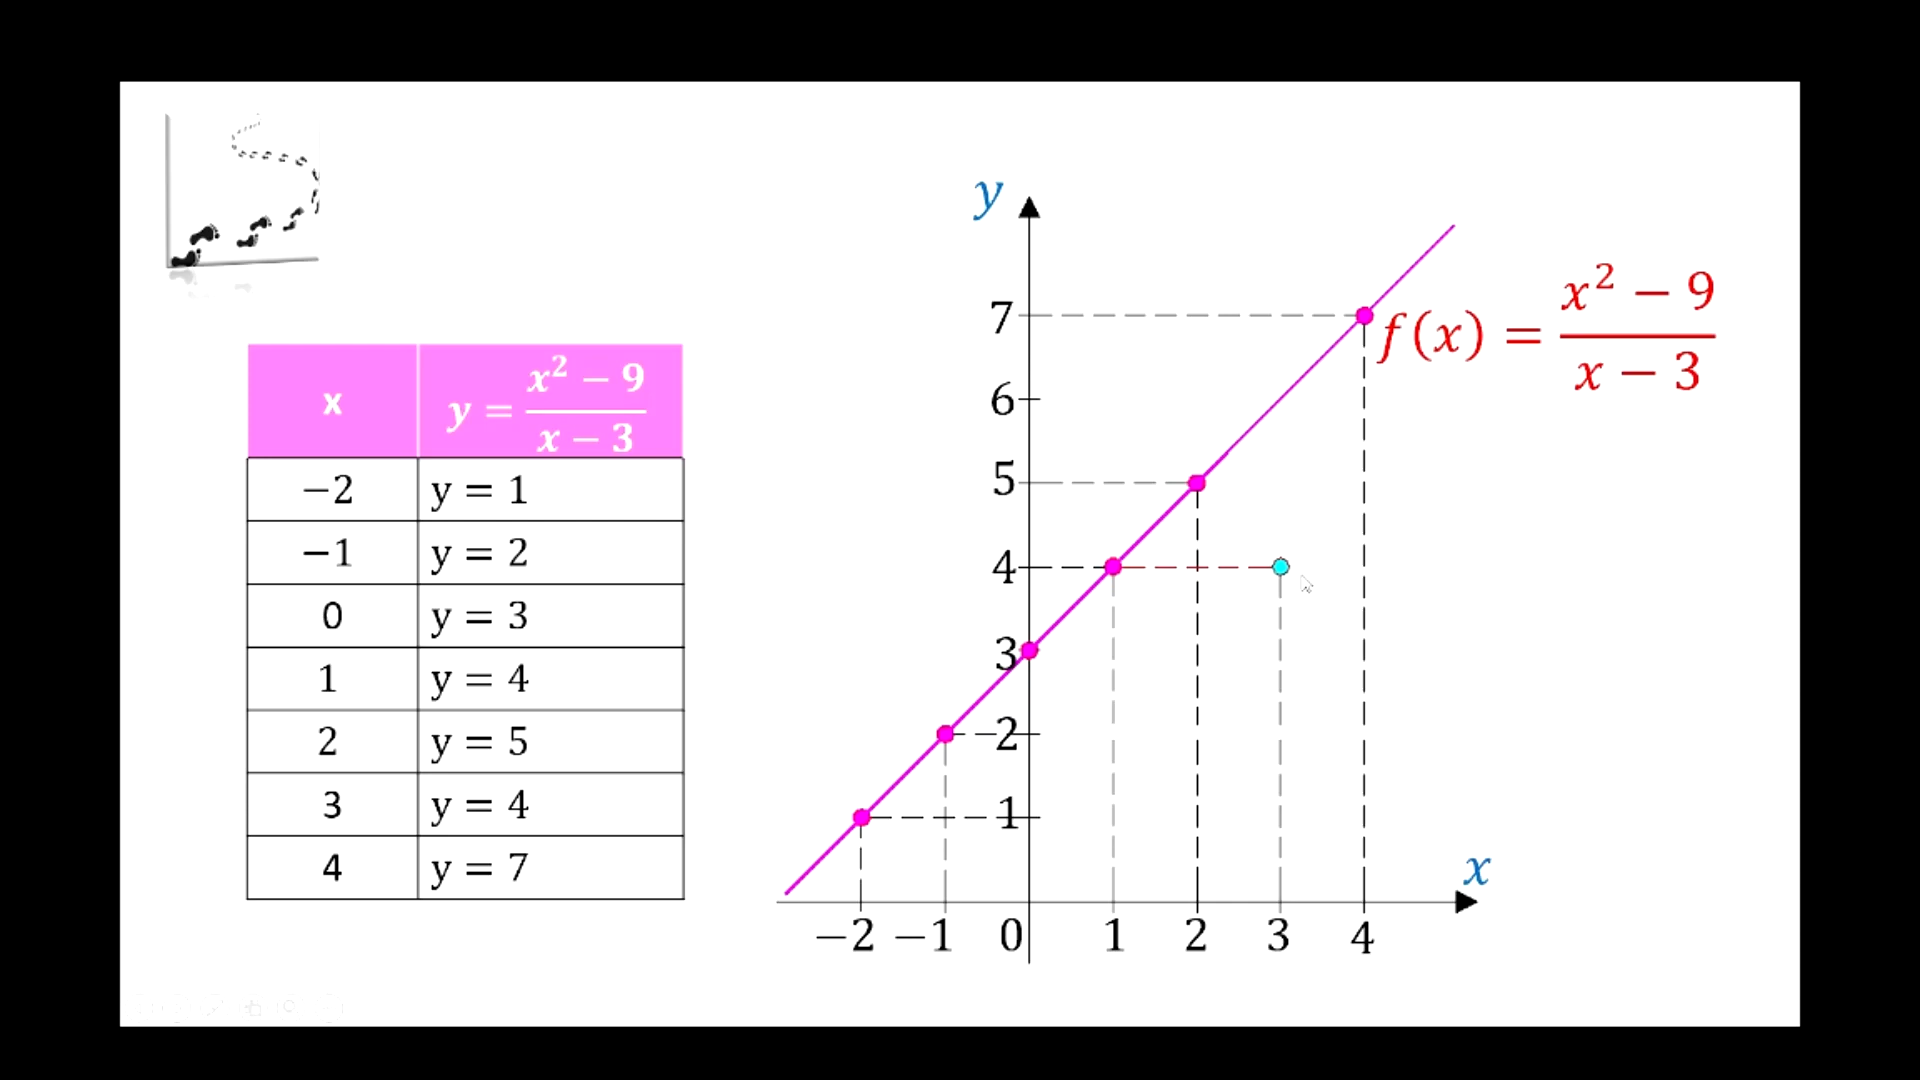 x y = (x² − 9)/(x − 3)
−2 y = 1
−1 y = 2
0 y = 3
1 y = 4
2 y = 5
3 y = 4
4 y = 7
y
7
6
5
4
3
2
1
f(x) = (x² − 9)/(x − 3)
x
−2 −1 0 1 2 3 4